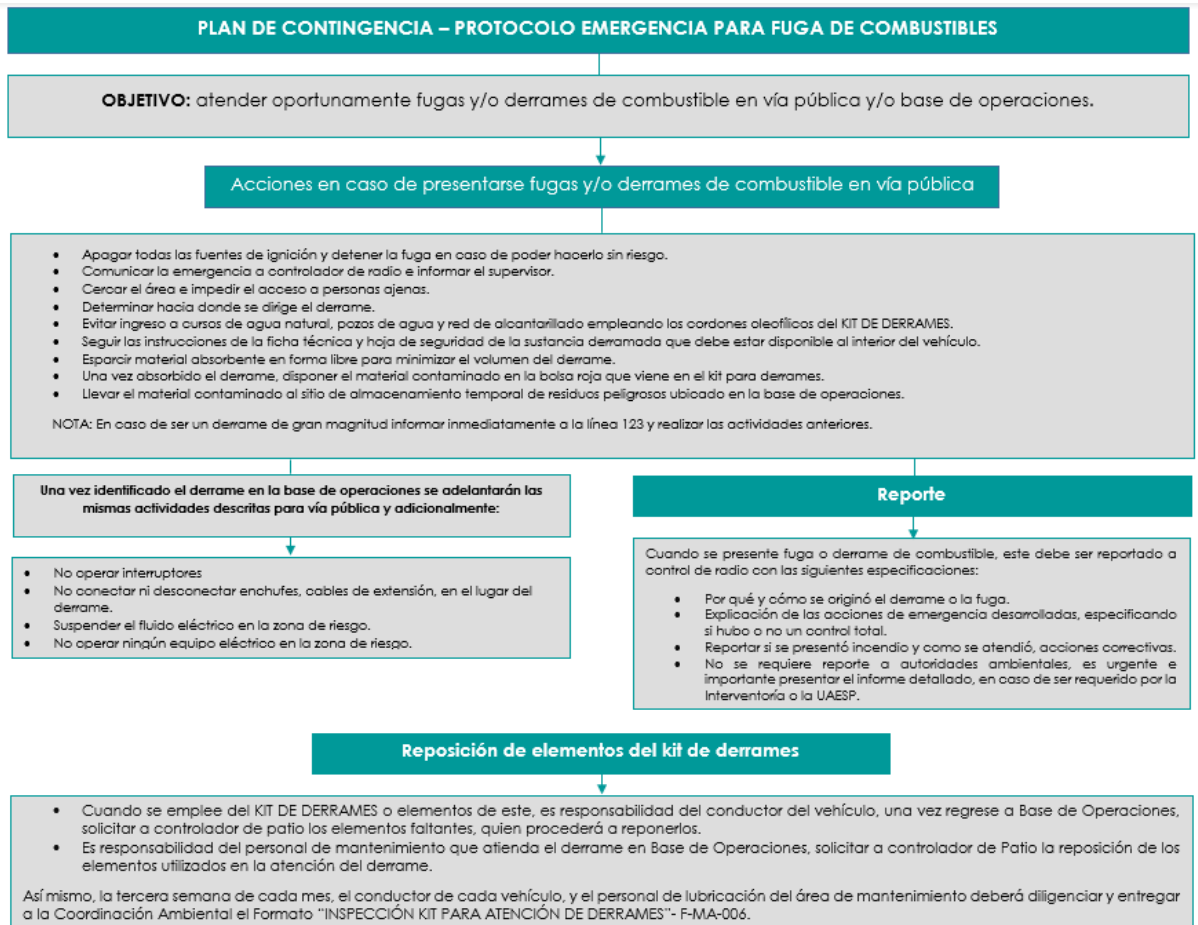 PLAN DE CONTINGENCIA – PROTOCOLO EMERGENCIA PARA FUGA DE COMBUSTIBLES
OBJETIVO: atender oportunamente fugas y/o derrames de combustible en vía pública y/o base de operaciones.
Acciones en caso de presentarse fugas y/o derrames de combustible en vía pública
• Apagar todas las fuentes de ignición y detener la fuga en caso de poder hacerlo sin riesgo.
• Comunicar la emergencia a controlador de radio e informar el supervisor.
• Cercar el área e impedir el acceso a personas ajenas.
• Determinar hacia donde se dirige el derrame.
• Evitar ingreso a cursos de agua natural, pozos de agua y red de alcantarillado empleando los cordones oleofílicos del KIT DE DERRAMES.
• Seguir las instrucciones de la ficha técnica y hoja de seguridad de la sustancia derramada que debe estar disponible al interior del vehículo.
• Esparcir material absorbente en forma libre para minimizar el volumen del derrame.
• Una vez absorbido el derrame, disponer el material contaminado en la bolsa roja que viene en el kit para derrames.
• Llevar el material contaminado al sitio de almacenamiento temporal de residuos peligrosos ubicado en la base de operaciones.
NOTA: En caso de ser un derrame de gran magnitud informar inmediatamente a la línea 123 y realizar las actividades anteriores.
Una vez identificado el derrame en la base de operaciones se adelantarán las
mismas actividades descritas para vía pública y adicionalmente:
• No operar interruptores
• No conectar ni desconectar enchufes, cables de extensión, en el lugar del
derrame.
• Suspender el fluido eléctrico en la zona de riesgo.
• No operar ningún equipo eléctrico en la zona de riesgo.
Reporte
Cuando se presente fuga o derrame de combustible, este debe ser reportado a
control de radio con las siguientes especificaciones:
• Por qué y cómo se originó el derrame o la fuga.
• Explicación de las acciones de emergencia desarrolladas, especificando
si hubo o no un control total.
• Reportar si se presentó incendio y como se atendió, acciones correctivas.
• No se requiere reporte a autoridades ambientales, es urgente e
importante presentar el informe detallado, en caso de ser requerido por la
Interventoría o la UAESP.
Reposición de elementos del kit de derrames
• Cuando se emplee del KIT DE DERRAMES o elementos de este, es responsabilidad del conductor del vehículo, una vez regrese a Base de Operaciones,
solicitar a controlador de patio los elementos faltantes, quien procederá a reponerlos.
• Es responsabilidad del personal de mantenimiento que atienda el derrame en Base de Operaciones, solicitar a controlador de Patio la reposición de los
elementos utilizados en la atención del derrame.
Así mismo, la tercera semana de cada mes, el conductor de cada vehículo, y el personal de lubricación del área de mantenimiento deberá diligenciar y entregar
a la Coordinación Ambiental el Formato "INSPECCIÓN KIT PARA ATENCIÓN DE DERRAMES"- F-MA-006.